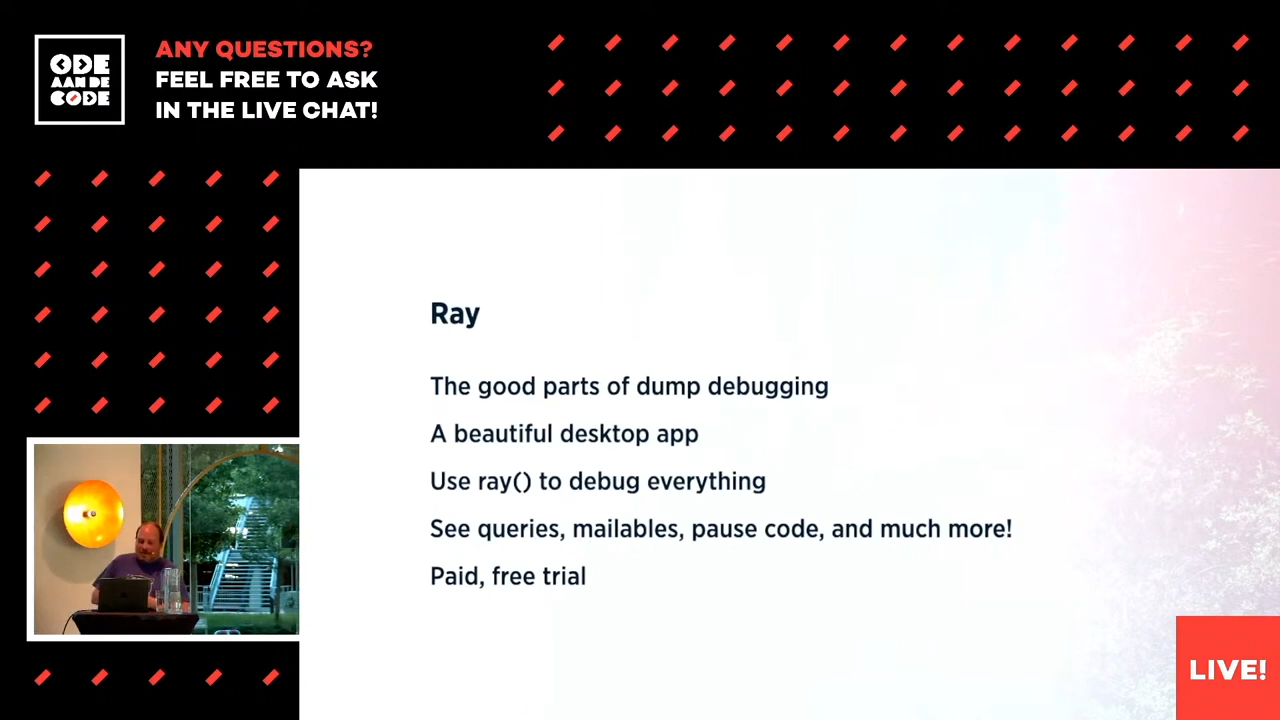 ODE
AAN DE
CODE
ANY QUESTIONS?
FEEL FREE TO ASK
IN THE LIVE CHAT!
Ray
The good parts of dump debugging
A beautiful desktop app
Use ray() to debug everything
See queries, mailables, pause code, and much more!
Paid, free trial
LIVE!